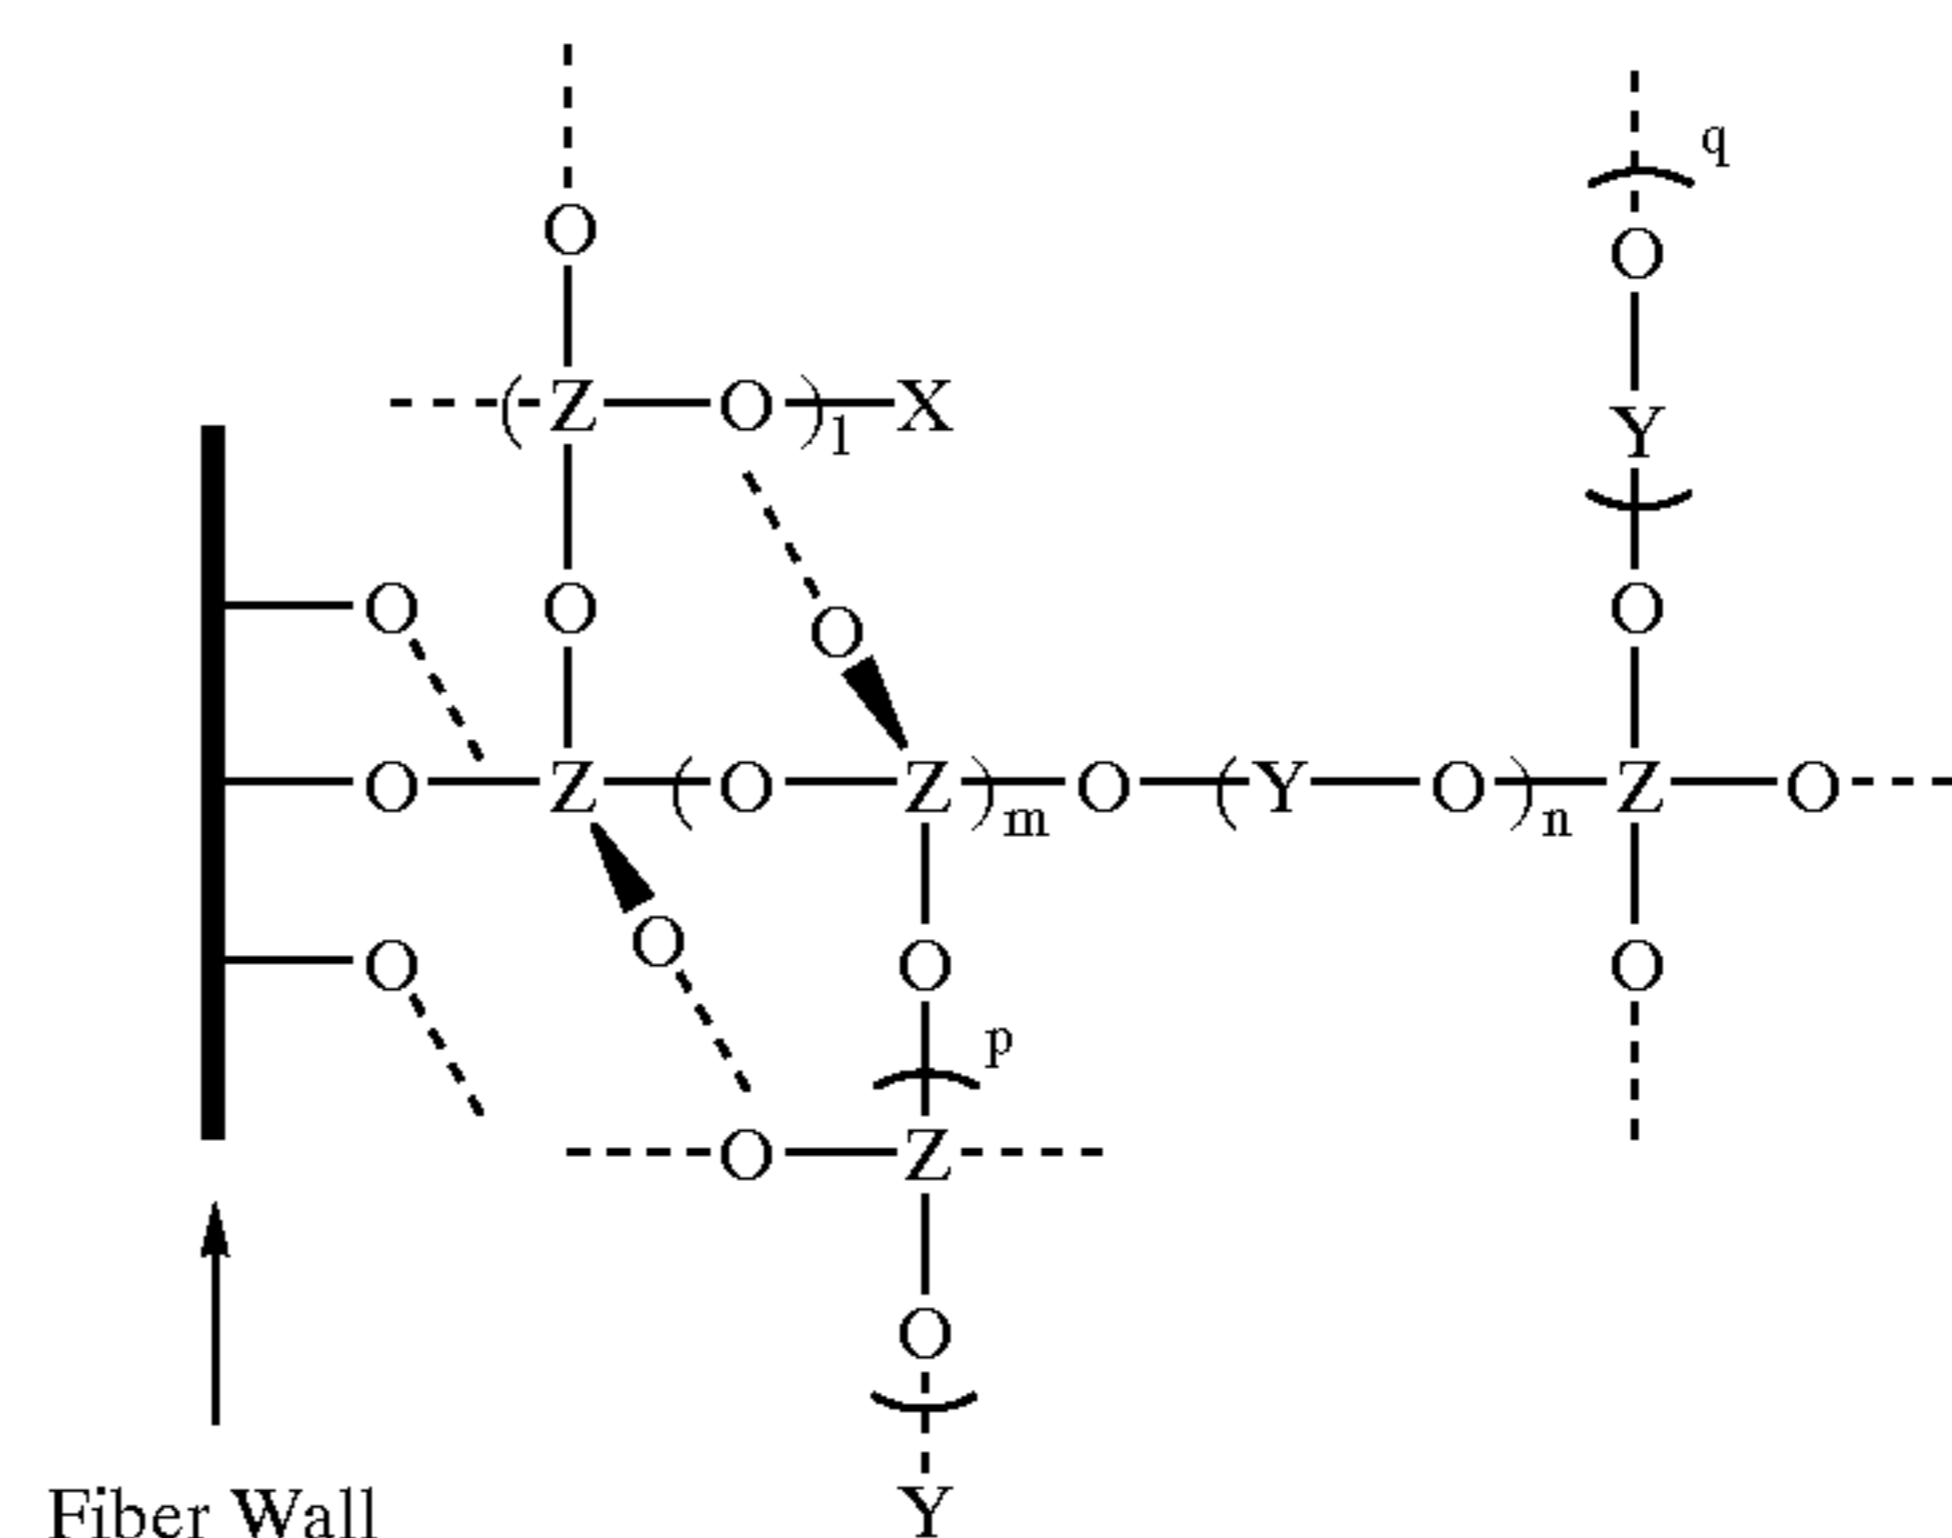 O q
O
( Z O )l X Y
O O O O
O Z ( O Z )m O ( Y O )n Z O
O O O O
p
O Z
O
Fiber Wall Y